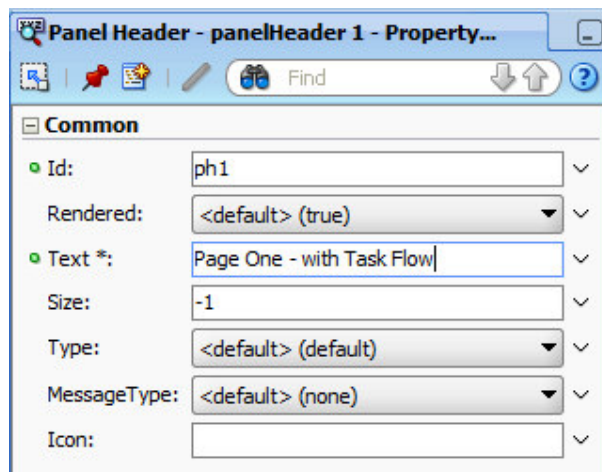 Panel Header - panelHeader 1 - Property...
Find
Common
Id: ph1
Rendered: <default> (true)
Text *: Page One - with Task Flow
Size: -1
Type: <default> (default)
MessageType: <default> (none)
Icon: